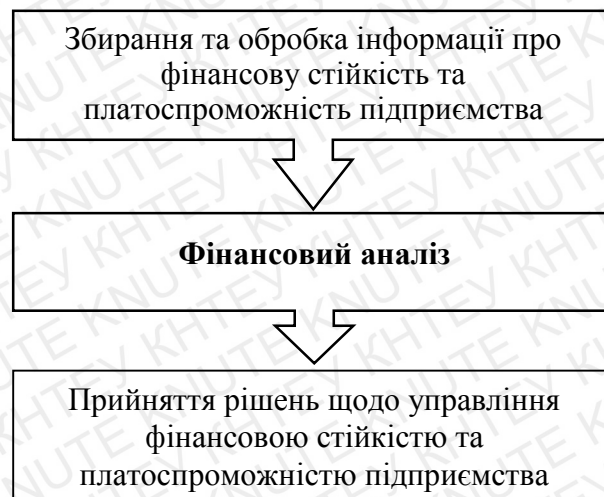 Збирання та обробка інформації про
фінансову стійкість та
платоспроможність підприємства
Фінансовий аналіз
Прийняття рішень щодо управління
фінансовою стійкістю та
платоспроможністю підприємства